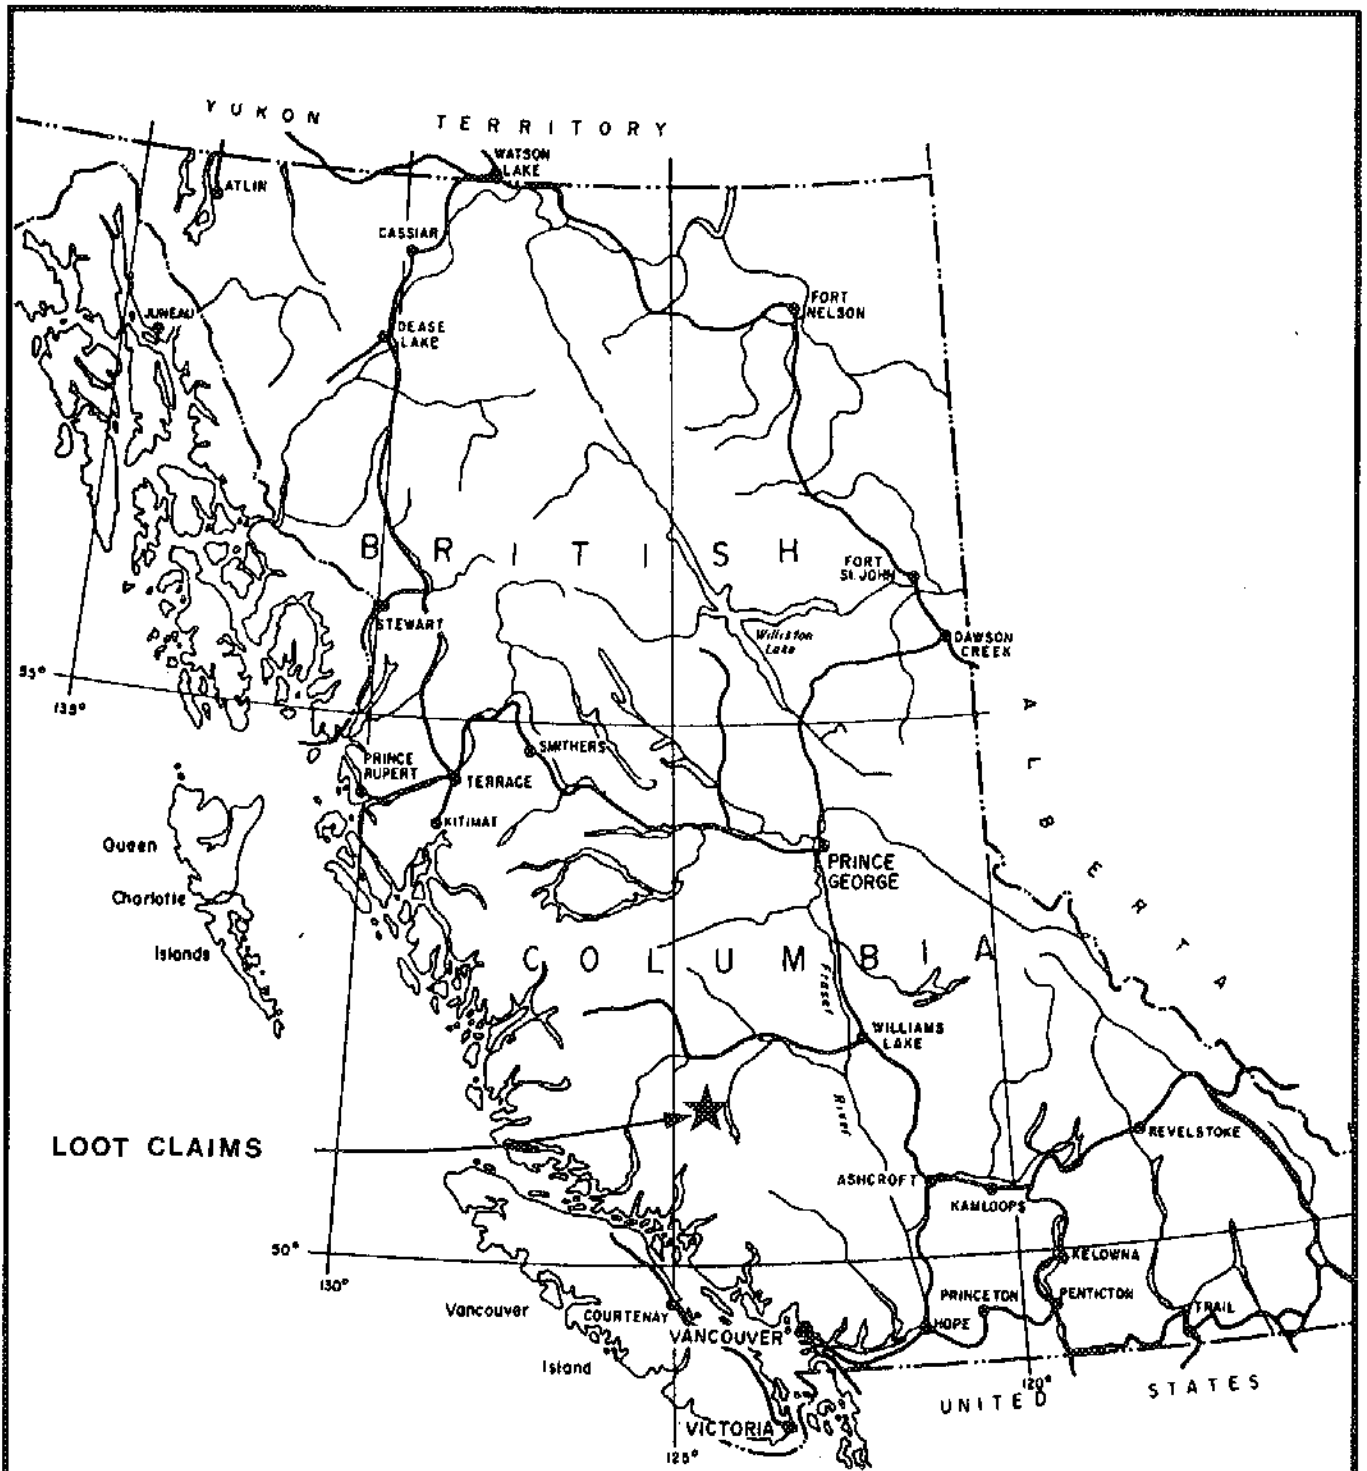 YUKON TERRITORY
WATSON
LAKE
ATLIN
CASSIAR
JUNEAU
DEASE
LAKE
FORT
NELSON
BRITISH
FORT
St. JOHN
STEWART
Williston
Lake
DAWSON
CREEK
55°
135°
ALBERTA
PRINCE
RUPERT
SMITHERS
TERRACE
KITIMAT
Queen
Charlotte
Islands
PRINCE
GEORGE
COLUMBIA
Fraser
River
WILLIAMS
LAKE
LOOT CLAIMS
REVELSTOKE
ASHCROFT
KAMLOOPS
50°
130°
KELOWNA
Vancouver
Island
COURTENAY
VANCOUVER
PRINCETON
PENTICTON
HOPE
TRAIL
120°
UNITED STATES
VICTORIA
125°